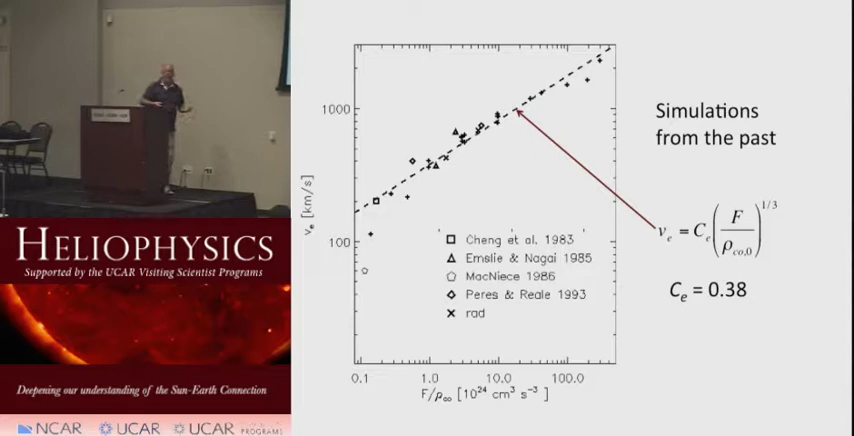 HELIOPHYSICS
Supported by the UCAR Visiting Scientist Programs
Deepening our understanding of the Sun-Earth Connection
NCAR
UCAR
UCAR PROGRAMS
1000
100
v_e [km/s]
Cheng et al. 1983
Emslie & Nagai 1985
MacNiece 1986
Peres & Reale 1993
rad
0.1 1.0 10.0 100.0
F/ρ∞ [10^24 cm^3 s^-3]
Simulations
from the past
v_e = C_e (F / ρ_co,0)^1/3
C_e = 0.38